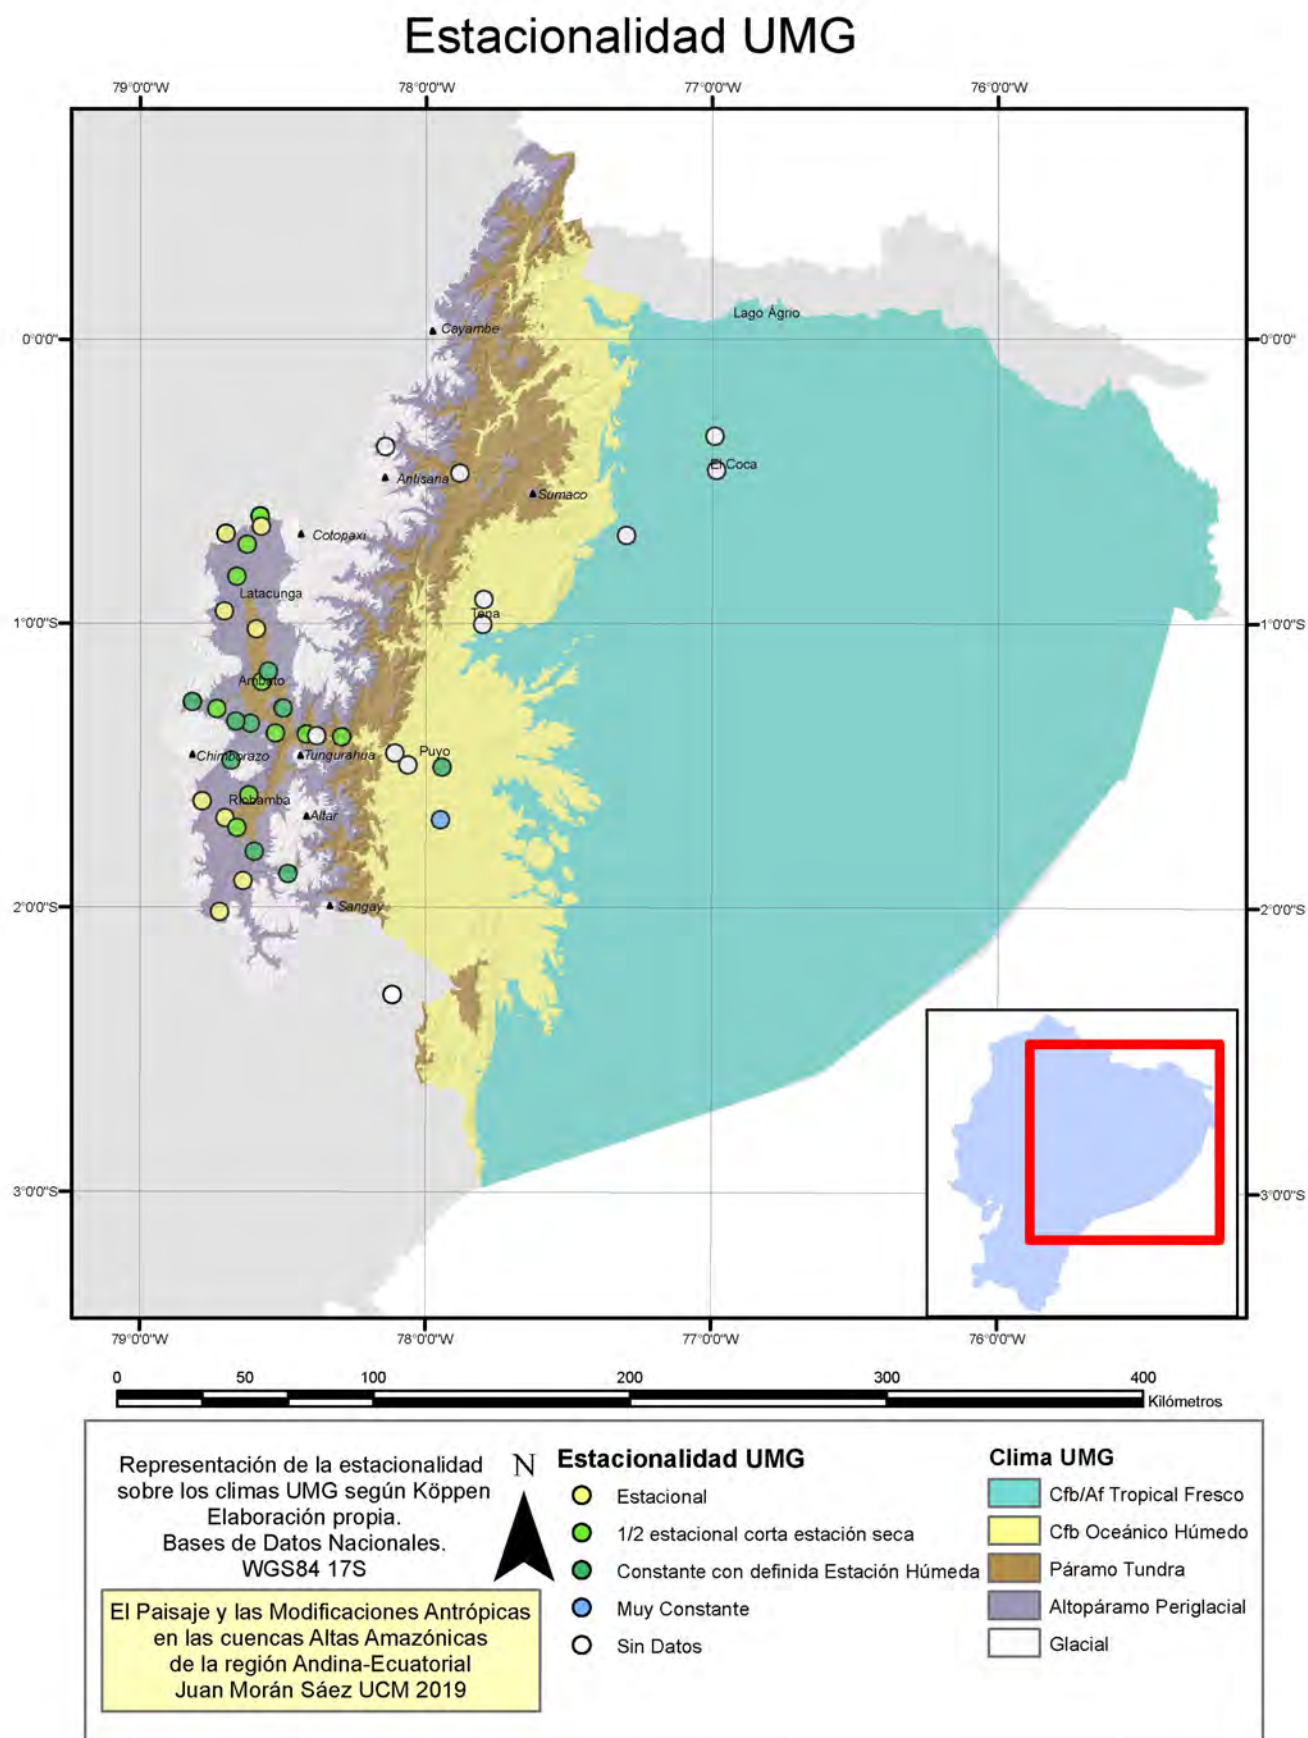 Estacionalidad UMG
79°0'0"W
78°0'0"W
77°0'0"W
76°0'0"W
0°0'0"
0°0'0"
1°0'0"S
1°0'0"S
2°0'0"S
2°0'0"S
3°0'0"S
3°0'0"S
Lago Agrio
Cayambe
El Coca
Antisana
Sumaco
Cotopaxi
Latacunga
Tena
Ambato
Puyo
Chimborazo
Tungurahua
Riobamba
Altar
Sangay
79°0'0"W
78°0'0"W
77°0'0"W
76°0'0"W
0
50
100
200
300
400
Kilómetros
Representación de la estacionalidad
sobre los climas UMG según Köppen
Elaboración propia.
Bases de Datos Nacionales.
WGS84 17S
El Paisaje y las Modificaciones Antrópicas
en las cuencas Altas Amazónicas
de la región Andina-Ecuatorial
Juan Morán Sáez UCM 2019
N
Estacionalidad UMG
Estacional
1/2 estacional corta estación seca
Constante con definida Estación Húmeda
Muy Constante
Sin Datos
Clima UMG
Cfb/Af Tropical Fresco
Cfb Oceánico Húmedo
Páramo Tundra
Altopáramo Periglacial
Glacial